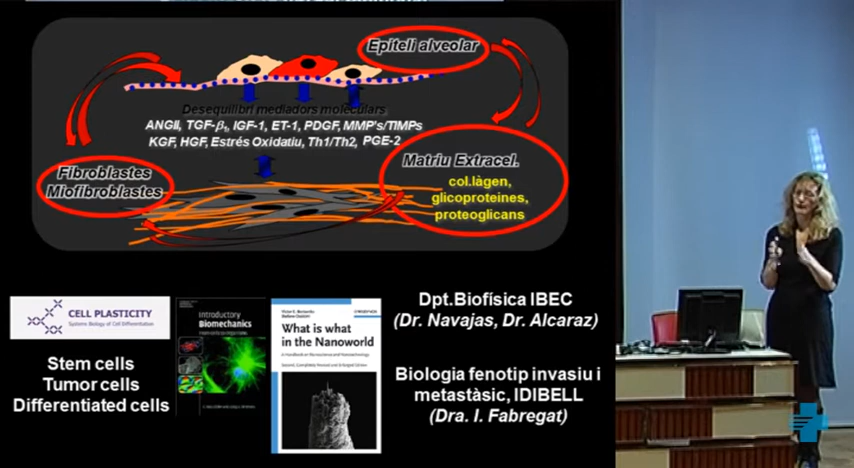 Epiteli alveolar
Desequilibri mediadors moleculars
ANGii, TGF-β₁, IGF-1, ET-1, PDGF, MMP's/TIMPs
KGF, HGF, Estrés Oxidatiu, Th1/Th2, PGE-2
Fibroblastes
Miofibroblastes
Matriu Extracel.
col.làgen,
glicoproteines,
proteoglicans
CELL PLASTICITY
Systems Biology of Cell Differentiation
Stem cells
Tumor cells
Differentiated cells
Introductory
Biomechanics
What is what
in the Nanoworld
Dpt.Biofísica IBEC
(Dr. Navajas, Dr. Alcaraz)
Biologia fenotip invasiu i
metastàsic, IDIBELL
(Dra. I. Fabregat)